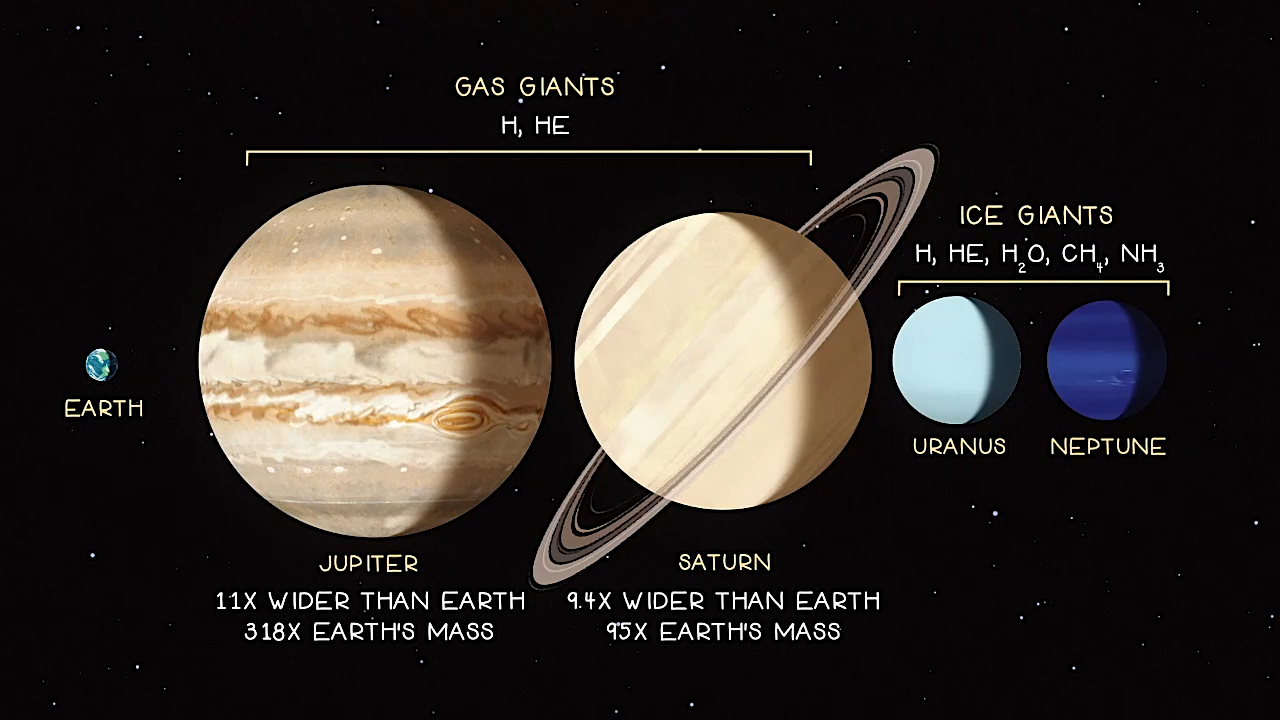 GAS GIANTS
H, HE
ICE GIANTS
H, HE, H₂O, CH₄, NH₃
EARTH
URANUS
NEPTUNE
JUPITER
11X WIDER THAN EARTH
318X EARTH'S MASS
SATURN
9.4X WIDER THAN EARTH
95X EARTH'S MASS